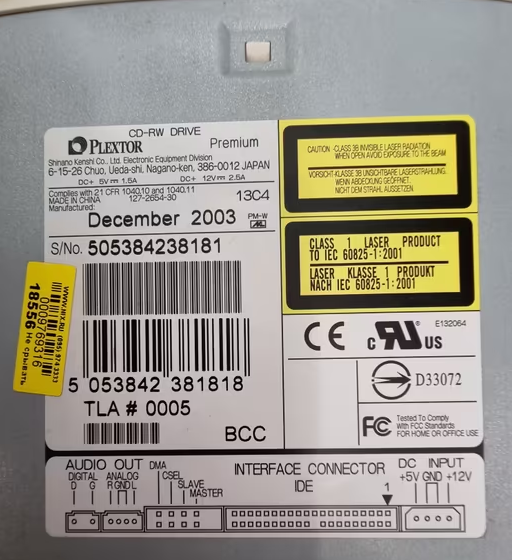 CD-RW DRIVE
PLEXTOR Premium
Shinano Kenshi Co., Ltd. Electronic Equipment Division
6-15-26 Chuo, Ueda-shi, Nagano-ken, 386-0012 JAPAN
DC+ 5V 1.5A DC+ 12V 2.5A
Complies with 21 CFR 1040.10 and 1040.11
MADE IN CHINA 127-2654-30 13C4
Manufactured:
December 2003 PM-W
S/No. 505384238181
5 053842 381818
TLA # 0005
BCC
CAUTION -CLASS 3B INVISIBLE LASER RADIATION
WHEN OPEN AVOID EXPOSURE TO THE BEAM
VORSICHT-KLASSE 3B UNSICHTBARE LASERSTRAHLUNG,
WENN ABDECKUNG GEÖFFNET,
NICHT DEM STRAHL AUSSETZEN.
CLASS 1 LASER PRODUCT
TO IEC 60825-1:2001
LASER KLASSE 1 PRODUKT
NACH IEC 60825-1:2001
CE
E132064
c RU US
D33072
FC Tested To Comply
With FCC Standards
FOR HOME OR OFFICE USE
0009769316
18556 Не срывать
AUDIO OUT
DIGITAL ANALOG
D G R GND L
DMA
CSEL
SLAVE
MASTER
INTERFACE CONNECTOR
IDE
1
DC INPUT
+5V GND +12V